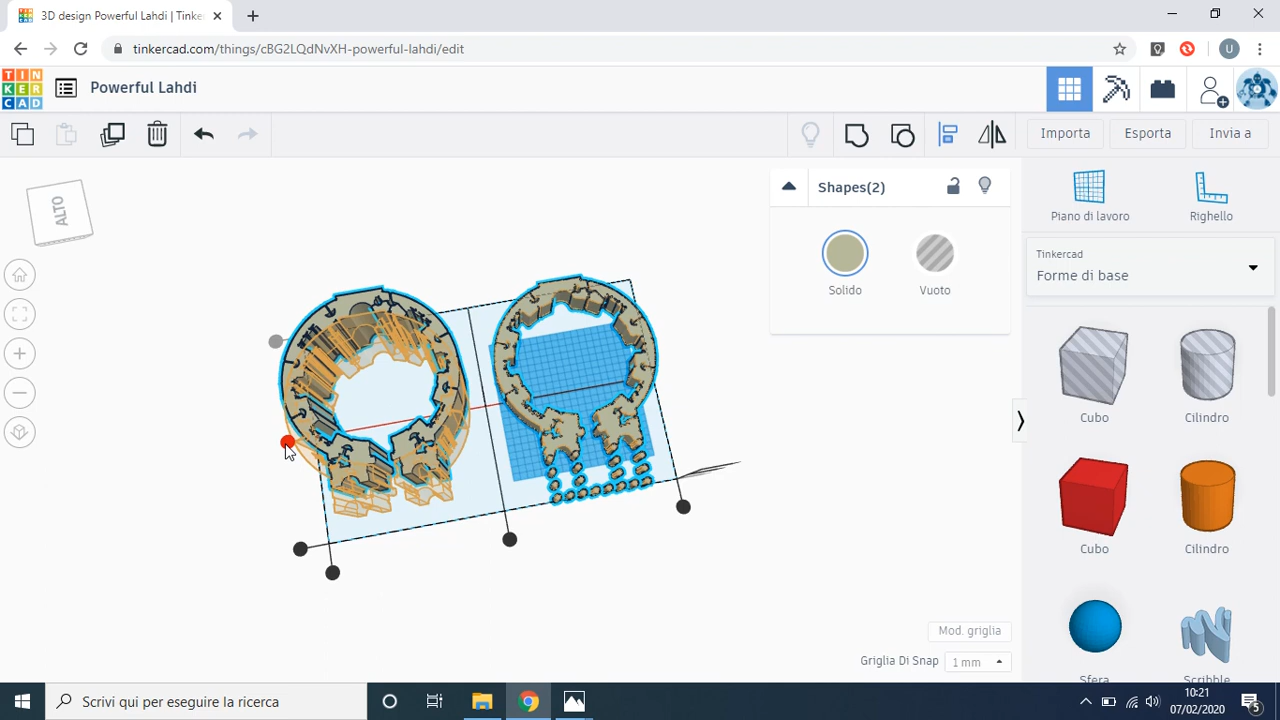 3D design Powerful Lahdi | Tinker
tinkercad.com/things/cBG2LQdNvXH-powerful-lahdi/edit
U
TIN
KER
CAD
Powerful Lahdi
Importa
Esporta
Invia a
ALTO
Shapes(2)
Solido
Vuoto
Piano di lavoro
Righello
Tinkercad
Forme di base
Cubo
Cilindro
Cubo
Cilindro
Sfera
Scribble
Mod. griglia
Griglia Di Snap
1 mm
Scrivi qui per eseguire la ricerca
10:21
07/02/2020
5